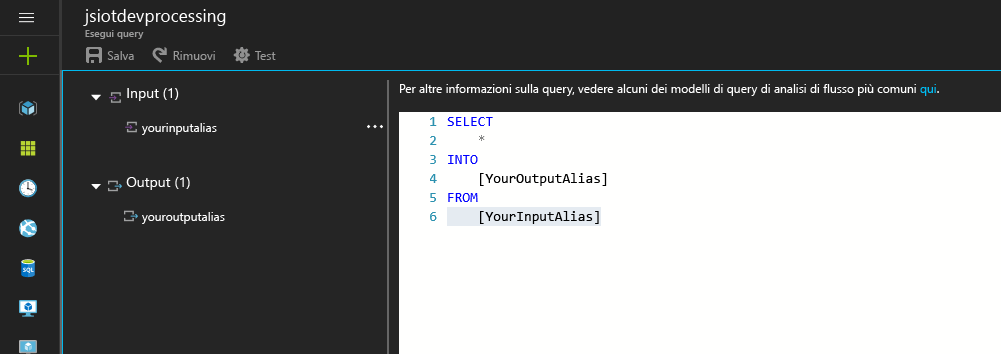 jsiotdevprocessing
Esegui query
Salva Rimuovi Test
Input (1)
yourinputalias
...
Output (1)
youroutputalias
Per altre informazioni sulla query, vedere alcuni dei modelli di query di analisi di flusso più comuni qui.
1 SELECT
2 *
3 INTO
4 [YourOutputAlias]
5 FROM
6 [YourInputAlias]
SQL